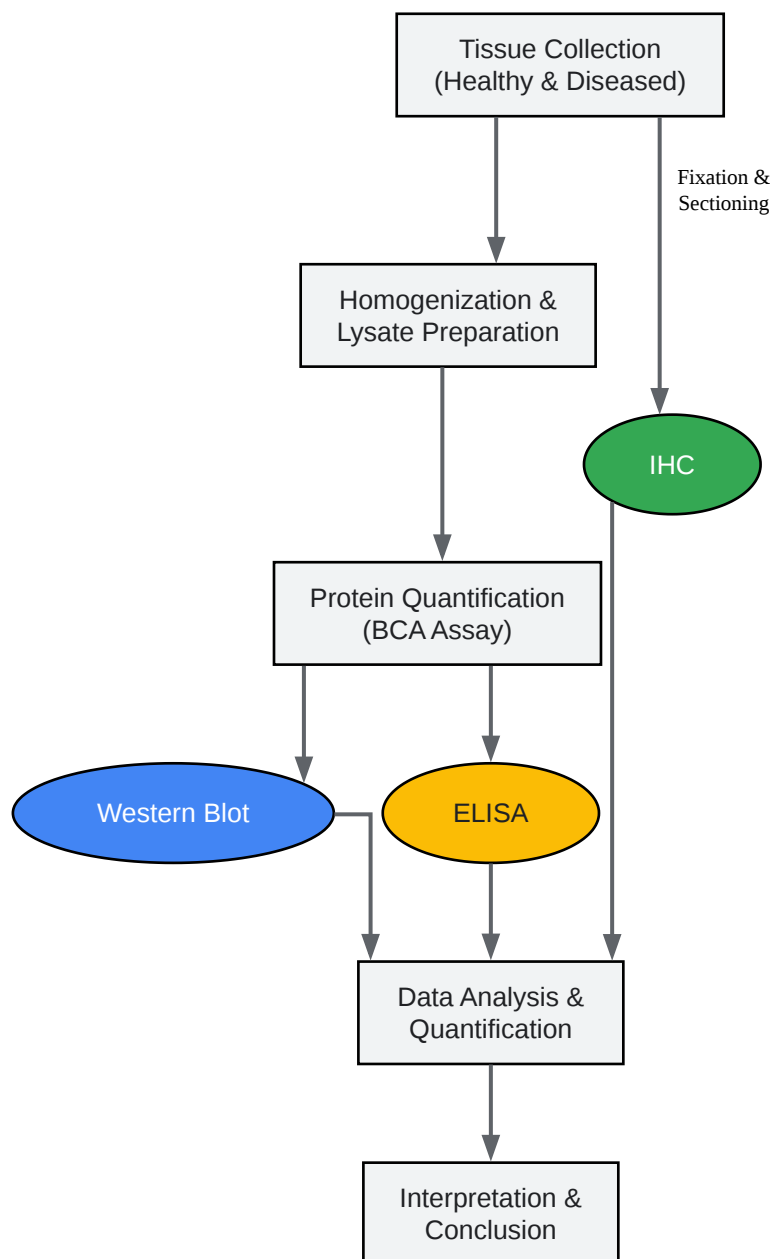 Tissue Collection
(Healthy & Diseased)
Fixation &
Sectioning
Homogenization &
Lysate Preparation
IHC
Protein Quantification
(BCA Assay)
Western Blot
ELISA
Data Analysis &
Quantification
Interpretation &
Conclusion